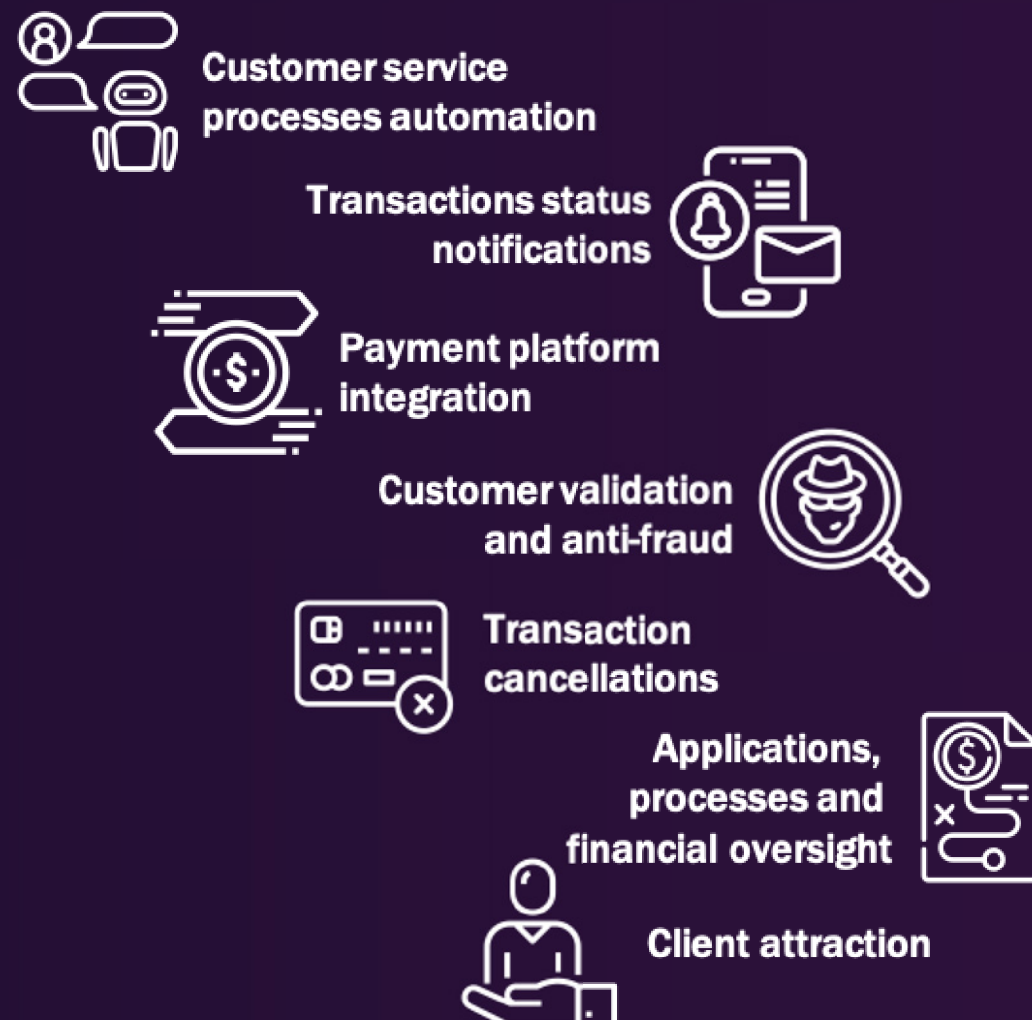 Customer service
processes automation
Transactions status
notifications
Payment platform
integration
Customer validation
and anti-fraud
Transaction
cancellations
Applications,
processes and
financial oversight
Client attraction